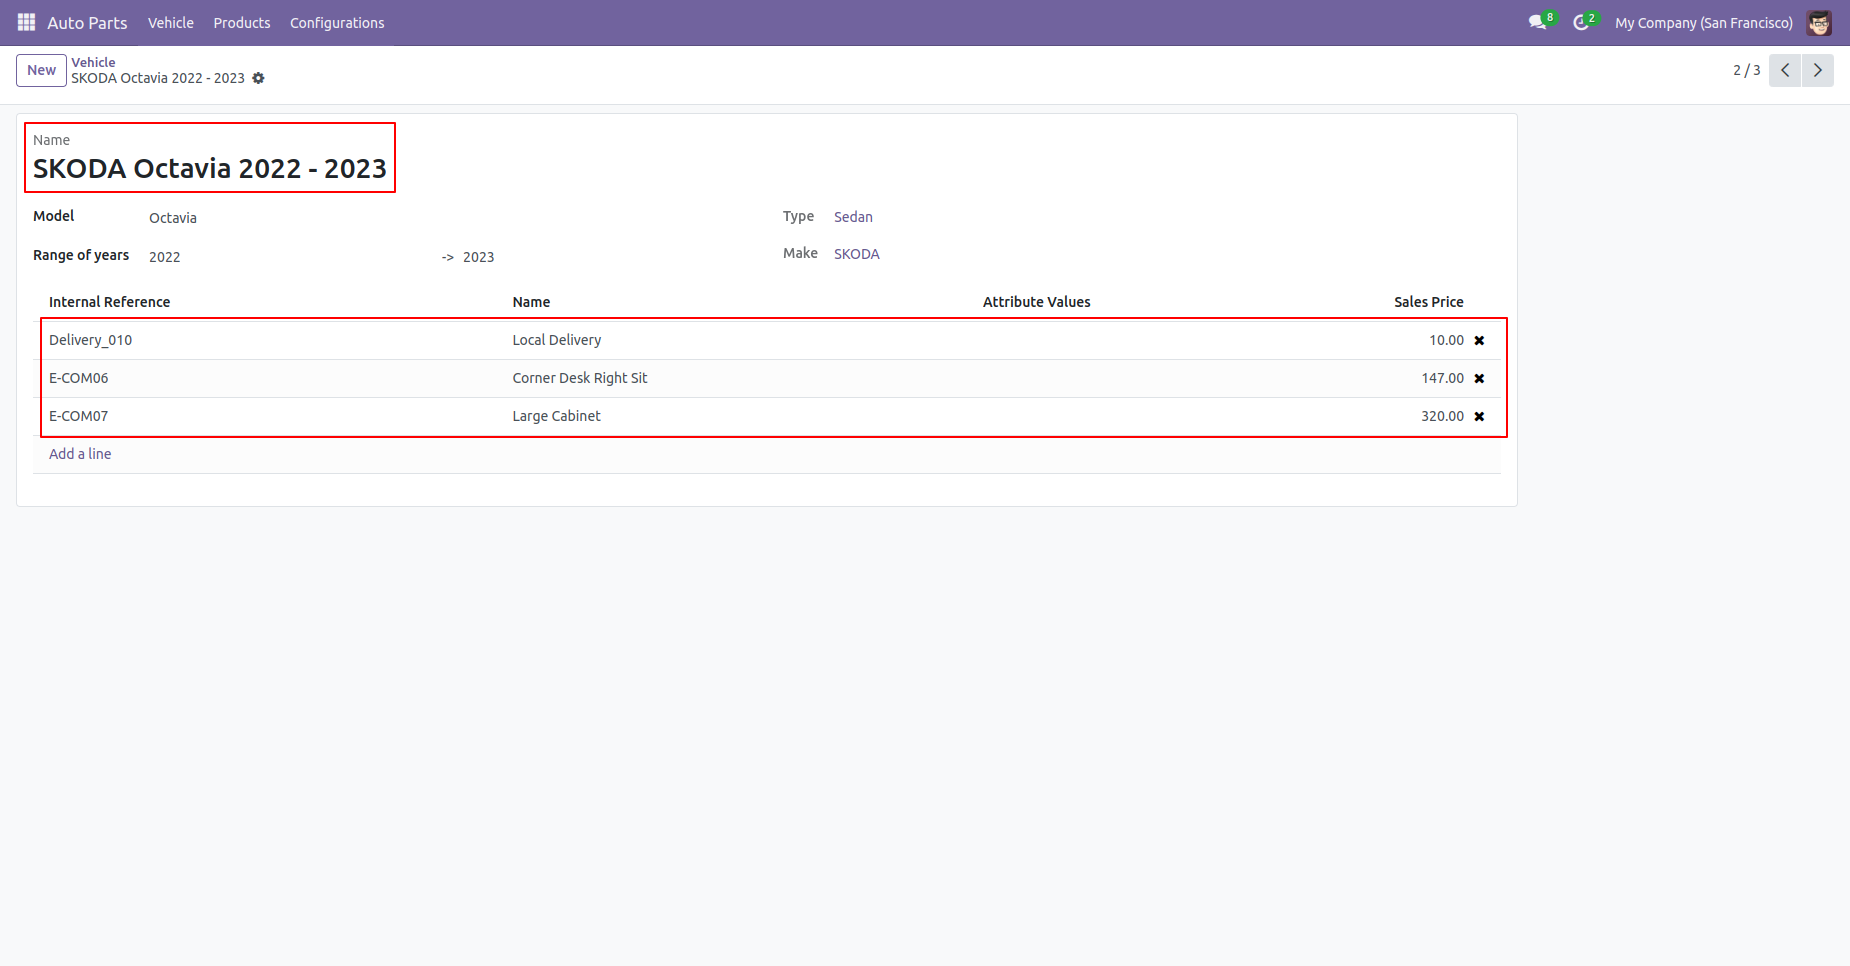 Auto Parts Vehicle Products Configurations 8 2 My Company (San Francisco)
New Vehicle
SKODA Octavia 2022 - 2023 2 / 3
Name
SKODA Octavia 2022 - 2023
Model Octavia Type Sedan
Range of years 2022 -> 2023 Make SKODA
Internal Reference Name Attribute Values Sales Price
Delivery_010 Local Delivery 10.00
E-COM06 Corner Desk Right Sit 147.00
E-COM07 Large Cabinet 320.00
Add a line